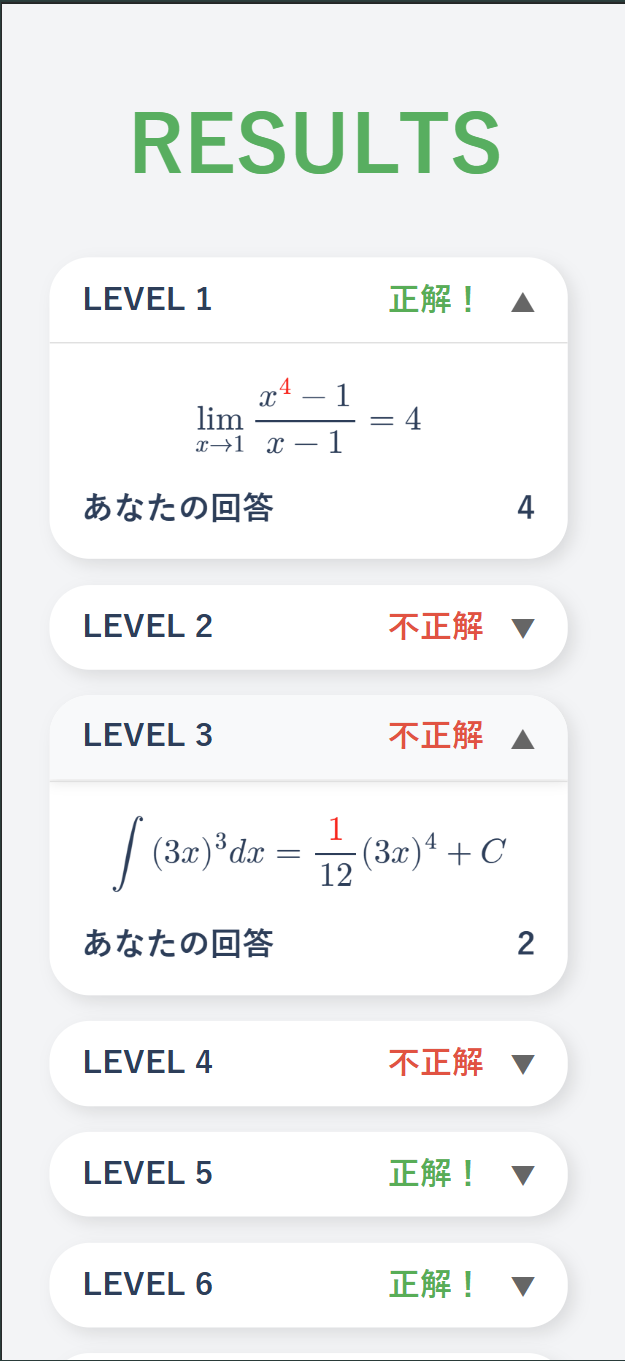 RESULTS
LEVEL 1 正解！ ▲
lim_{x→1} \frac{x^4 − 1}{x − 1} = 4
あなたの回答 4
LEVEL 2 不正解 ▼
LEVEL 3 不正解 ▲
∫ (3x)^3 dx = \frac{1}{12} (3x)^4 + C
あなたの回答 2
LEVEL 4 不正解 ▼
LEVEL 5 正解！ ▼
LEVEL 6 正解！ ▼